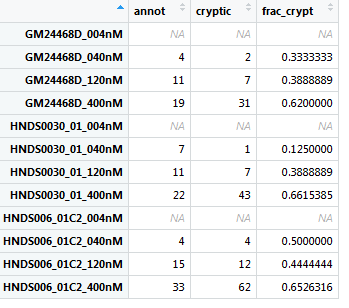 annot cryptic frac_crypt
GM24468D_004nM NA NA NA
GM24468D_040nM 4 2 0.3333333
GM24468D_120nM 11 7 0.3888889
GM24468D_400nM 19 31 0.6200000
HNDS0030_01_004nM NA NA NA
HNDS0030_01_040nM 7 1 0.1250000
HNDS0030_01_120nM 11 7 0.3888889
HNDS0030_01_400nM 22 43 0.6615385
HNDS006_01C2_004nM NA NA NA
HNDS006_01C2_040nM 4 4 0.5000000
HNDS006_01C2_120nM 15 12 0.4444444
HNDS006_01C2_400nM 33 62 0.6526316